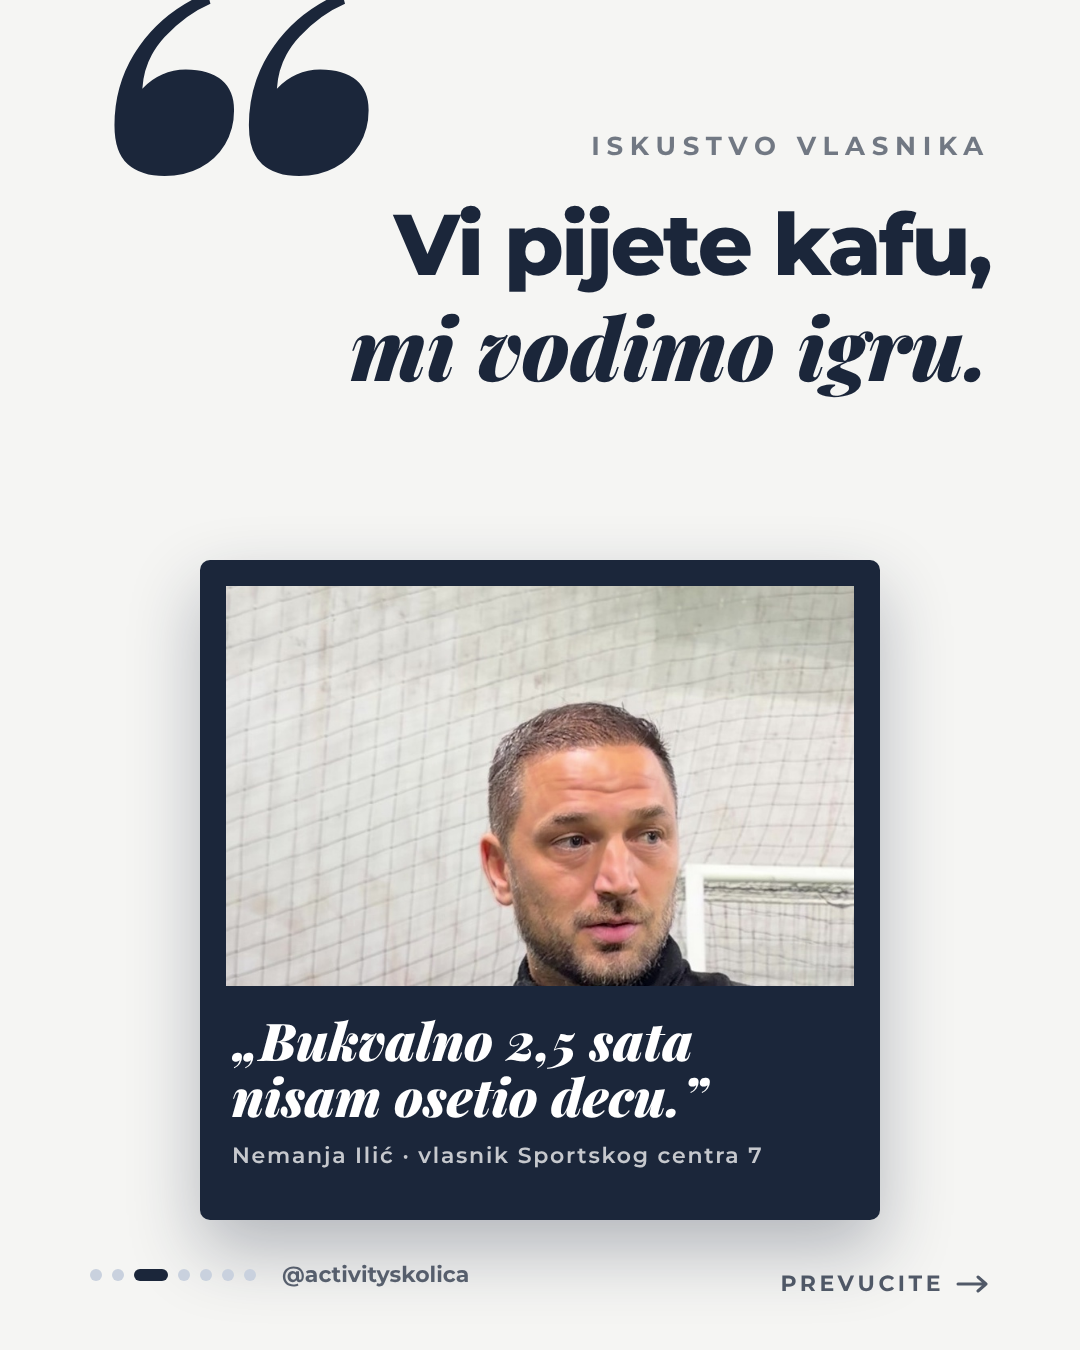 ISKUSTVO VLASNIKA
Vi pijete kafu,
mi vodimo igru.
„Bukvalno 2,5 sata
nisam osetio decu.”
Nemanja Ilić · vlasnik Sportskog centra 7
@activityskolica
PREVUCITE →